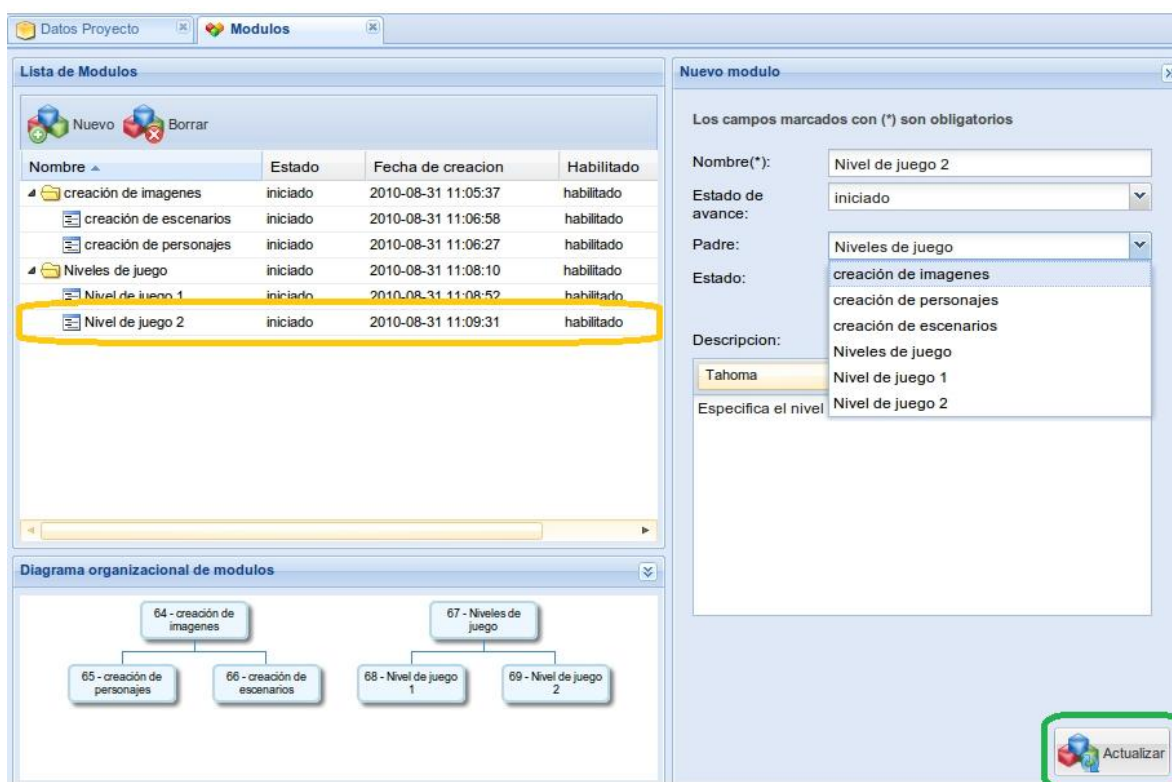 Datos Proyecto
Modulos
Lista de Modulos
Nuevo
Borrar
Nombre Estado Fecha de creacion Habilitado
creación de imagenes iniciado 2010-08-31 11:05:37 habilitado
creación de escenarios iniciado 2010-08-31 11:06:58 habilitado
creación de personajes iniciado 2010-08-31 11:06:27 habilitado
Niveles de juego iniciado 2010-08-31 11:08:10 habilitado
Nivel de juego 1 iniciado 2010-08-31 11:08:52 habilitado
Nivel de juego 2 iniciado 2010-08-31 11:09:31 habilitado
Diagrama organizacional de modulos
64 - creación de
imagenes
67 - Niveles de
juego
65 - creación de
personajes
66 - creación de
escenarios
68 - Nivel de juego
1
69 - Nivel de juego
2
Nuevo modulo
Los campos marcados con (*) son obligatorios
Nombre(*): Nivel de juego 2
Estado de
avance:
iniciado
Padre: Niveles de juego
Estado:
creación de imagenes
creación de personajes
creación de escenarios
Niveles de juego
Nivel de juego 1
Nivel de juego 2
Descripcion:
Tahoma
Especifica el nivel
Actualizar